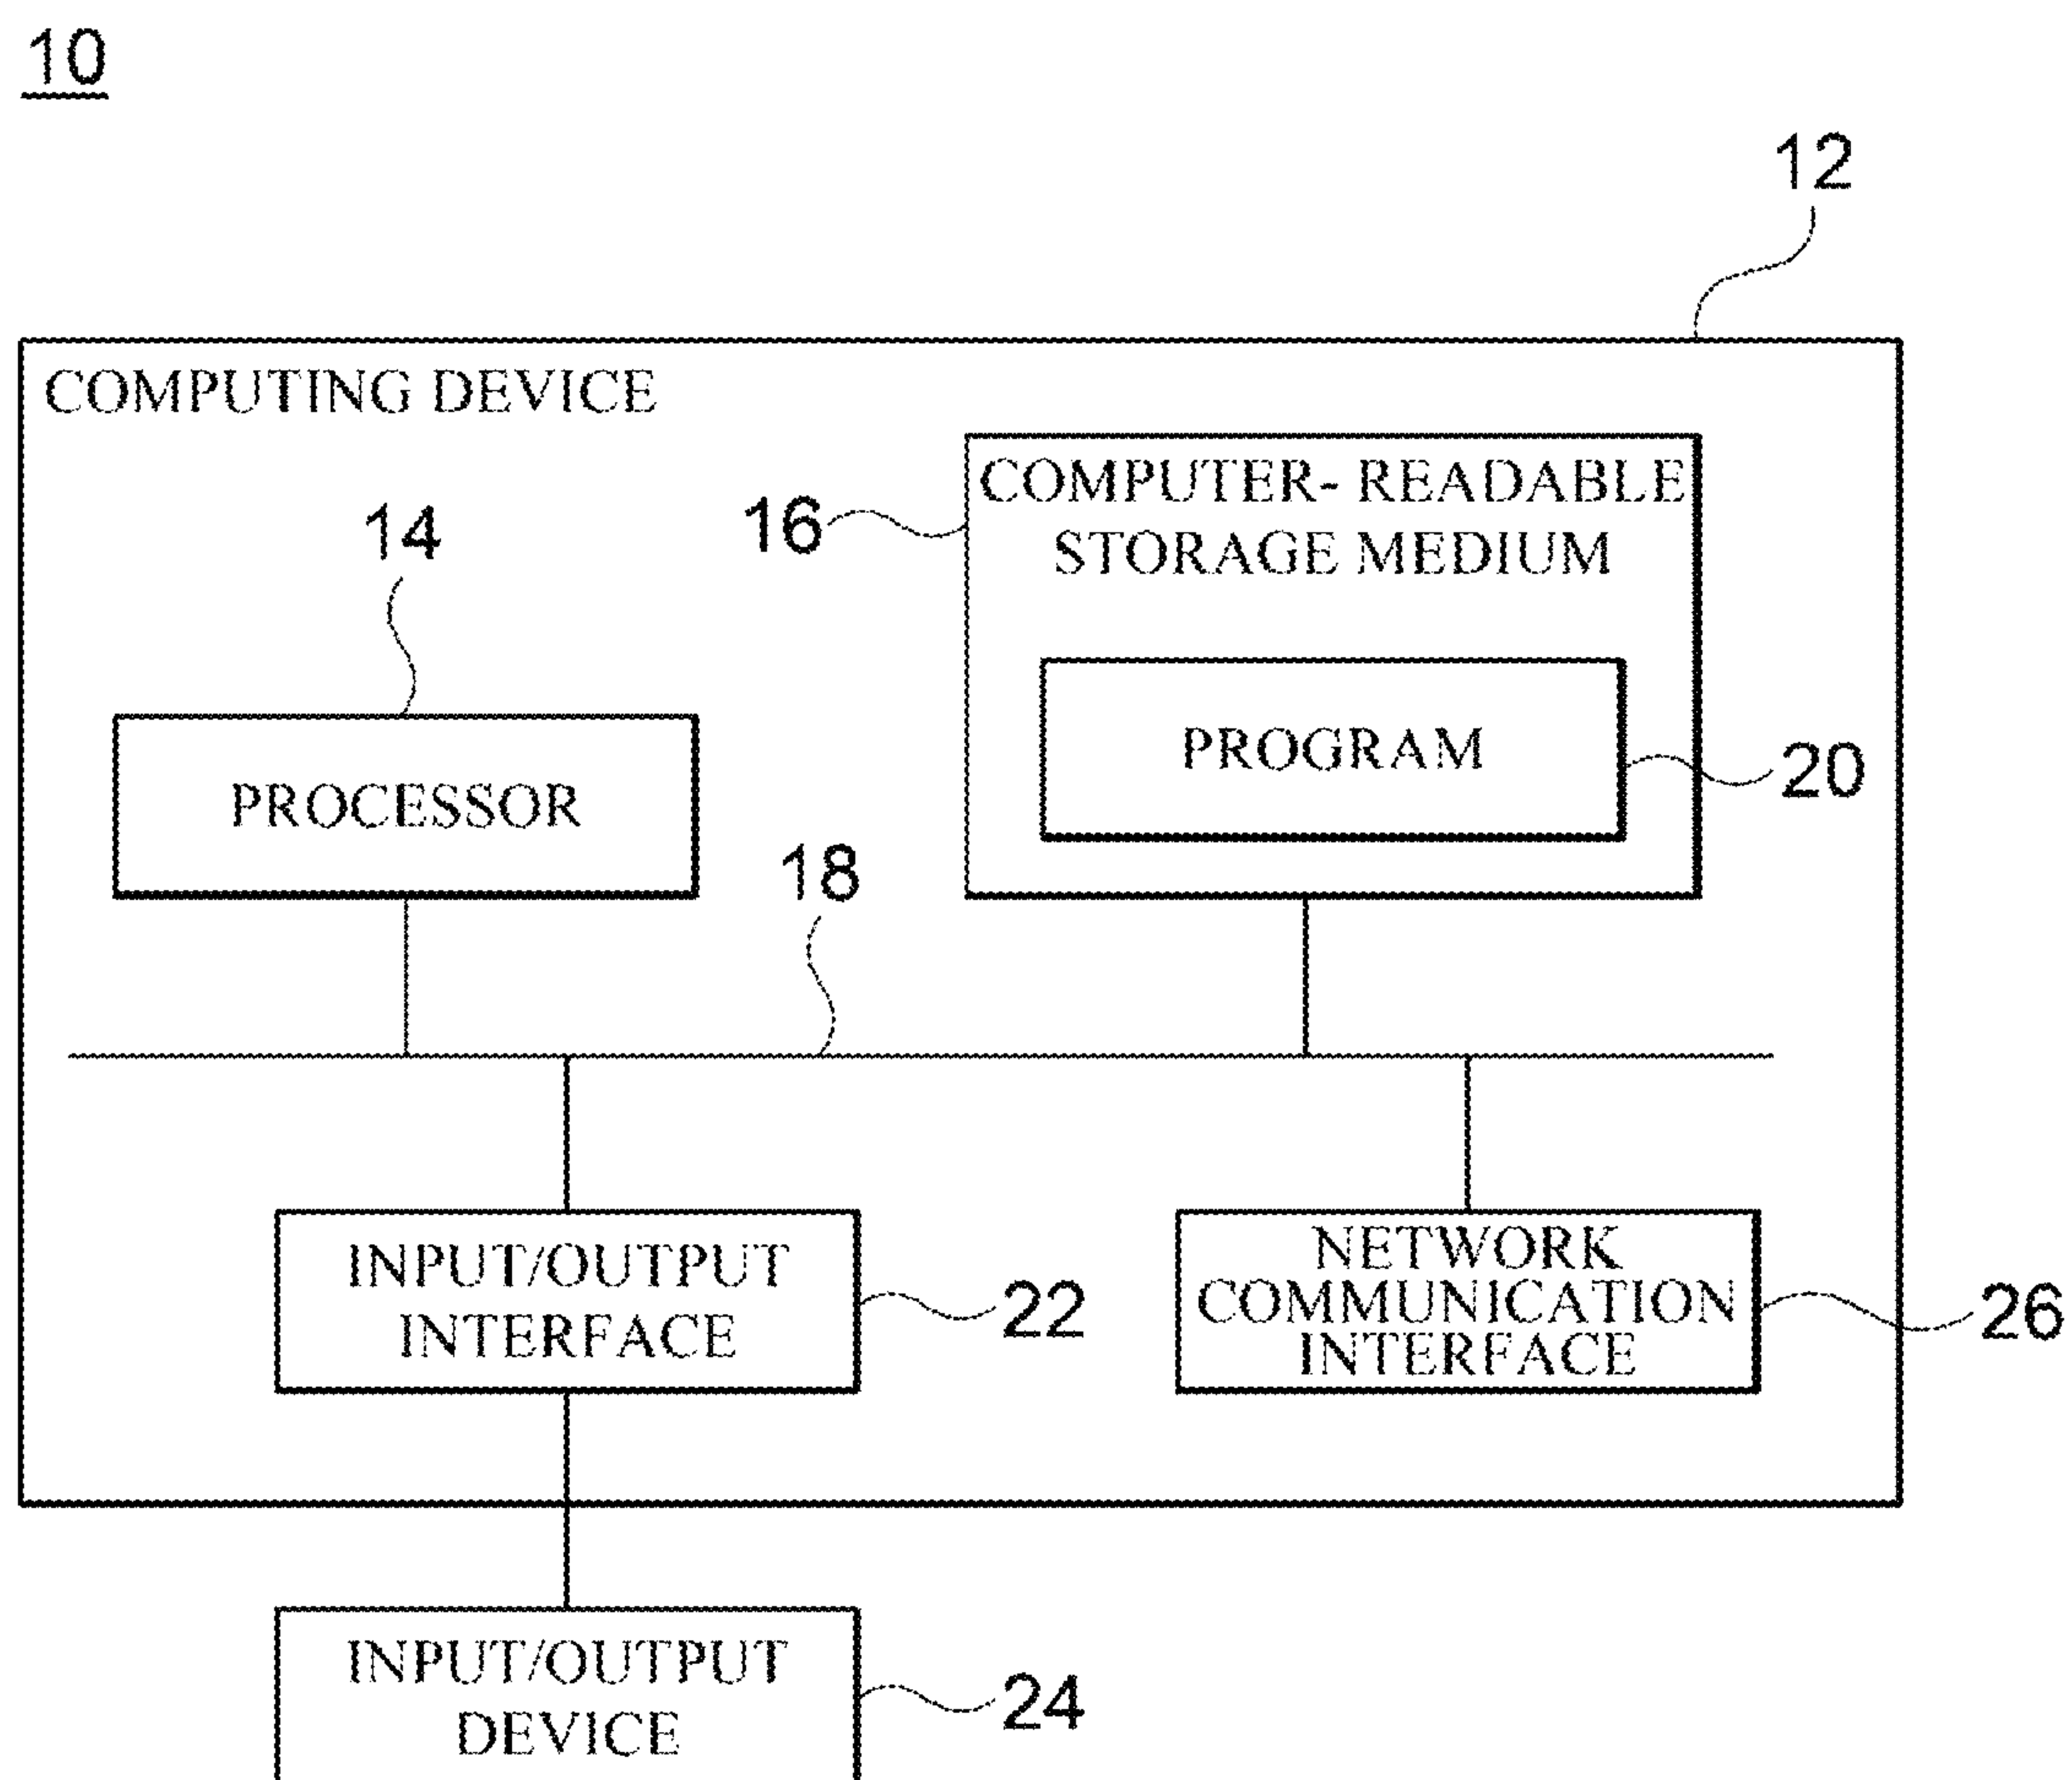 10
12
COMPUTING DEVICE
COMPUTER- READABLE
STORAGE MEDIUM
16
14
PROGRAM
20
PROCESSOR
18
INPUT/OUTPUT
INTERFACE
22
NETWORK
COMMUNICATION
INTERFACE
26
INPUT/OUTPUT
DEVICE
24